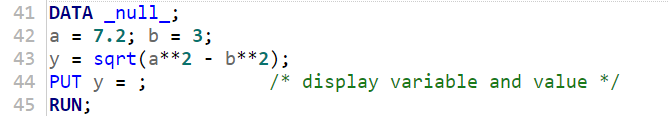 41 DATA _null_;
42 a = 7.2; b = 3;
43 y = sqrt(a**2 - b**2);
44 PUT y = ; /* display variable and value */
45 RUN;